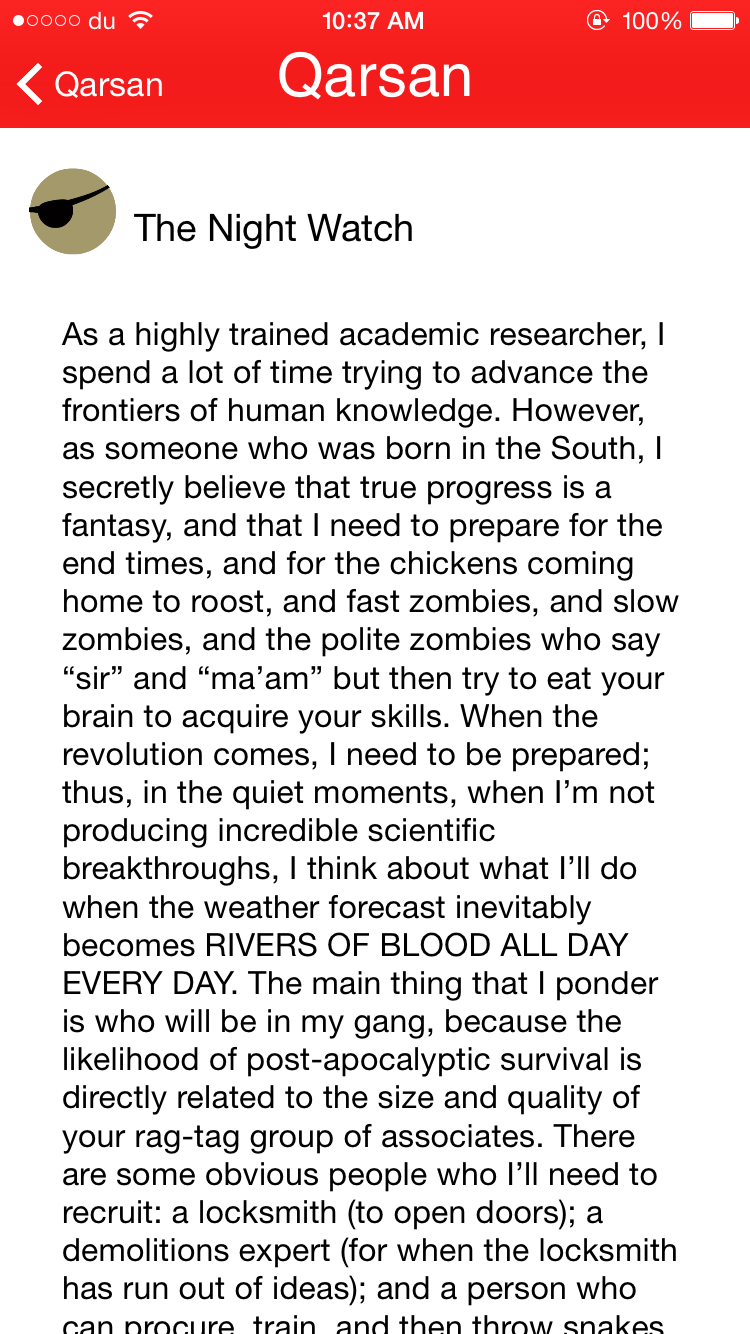 du 10:37 AM 100%
Qarsan Qarsan
The Night Watch
As a highly trained academic researcher, I
spend a lot of time trying to advance the
frontiers of human knowledge. However,
as someone who was born in the South, I
secretly believe that true progress is a
fantasy, and that I need to prepare for the
end times, and for the chickens coming
home to roost, and fast zombies, and slow
zombies, and the polite zombies who say
“sir” and “ma’am” but then try to eat your
brain to acquire your skills. When the
revolution comes, I need to be prepared;
thus, in the quiet moments, when I’m not
producing incredible scientific
breakthroughs, I think about what I’ll do
when the weather forecast inevitably
becomes RIVERS OF BLOOD ALL DAY
EVERY DAY. The main thing that I ponder
is who will be in my gang, because the
likelihood of post-apocalyptic survival is
directly related to the size and quality of
your rag-tag group of associates. There
are some obvious people who I’ll need to
recruit: a locksmith (to open doors); a
demolitions expert (for when the locksmith
has run out of ideas); and a person who
can procure, train, and then throw snakes